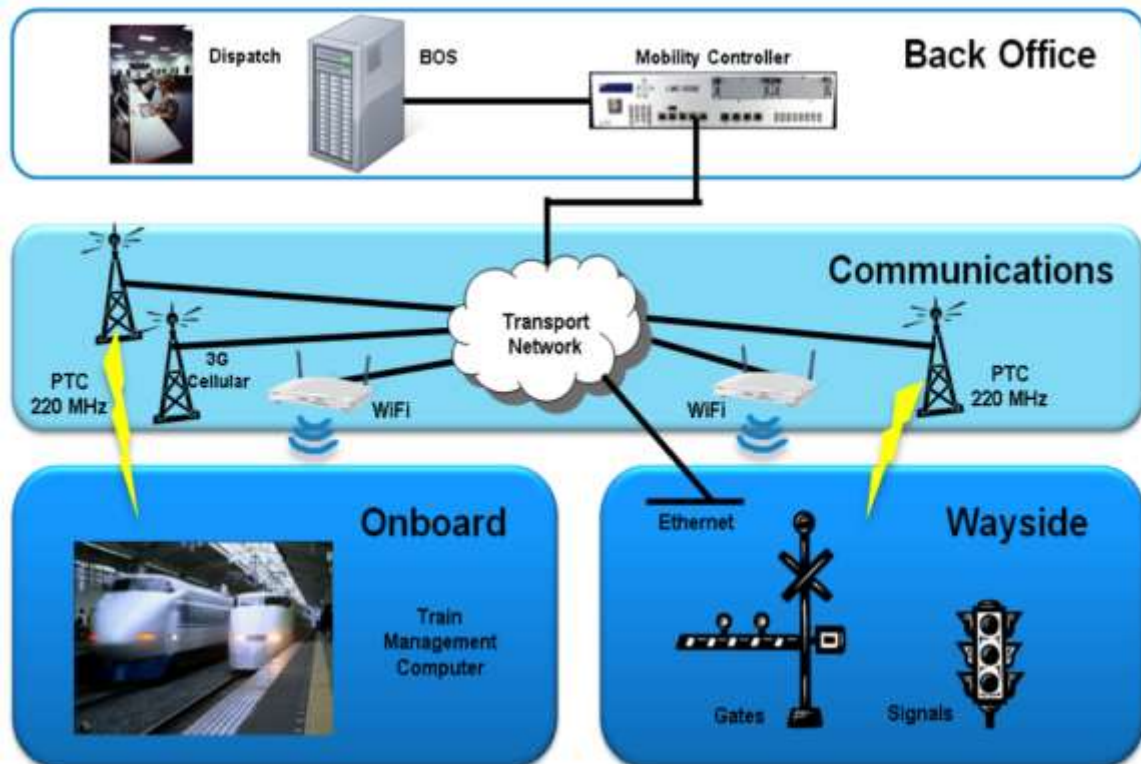 Dispatch
BOS
Mobility Controller
Back Office
Communications
Transport
Network
3G
Cellular
PTC
220 MHz
WiFi
WiFi
PTC
220 MHz
Onboard
Train
Management
Computer
Ethernet
Wayside
Gates
Signals